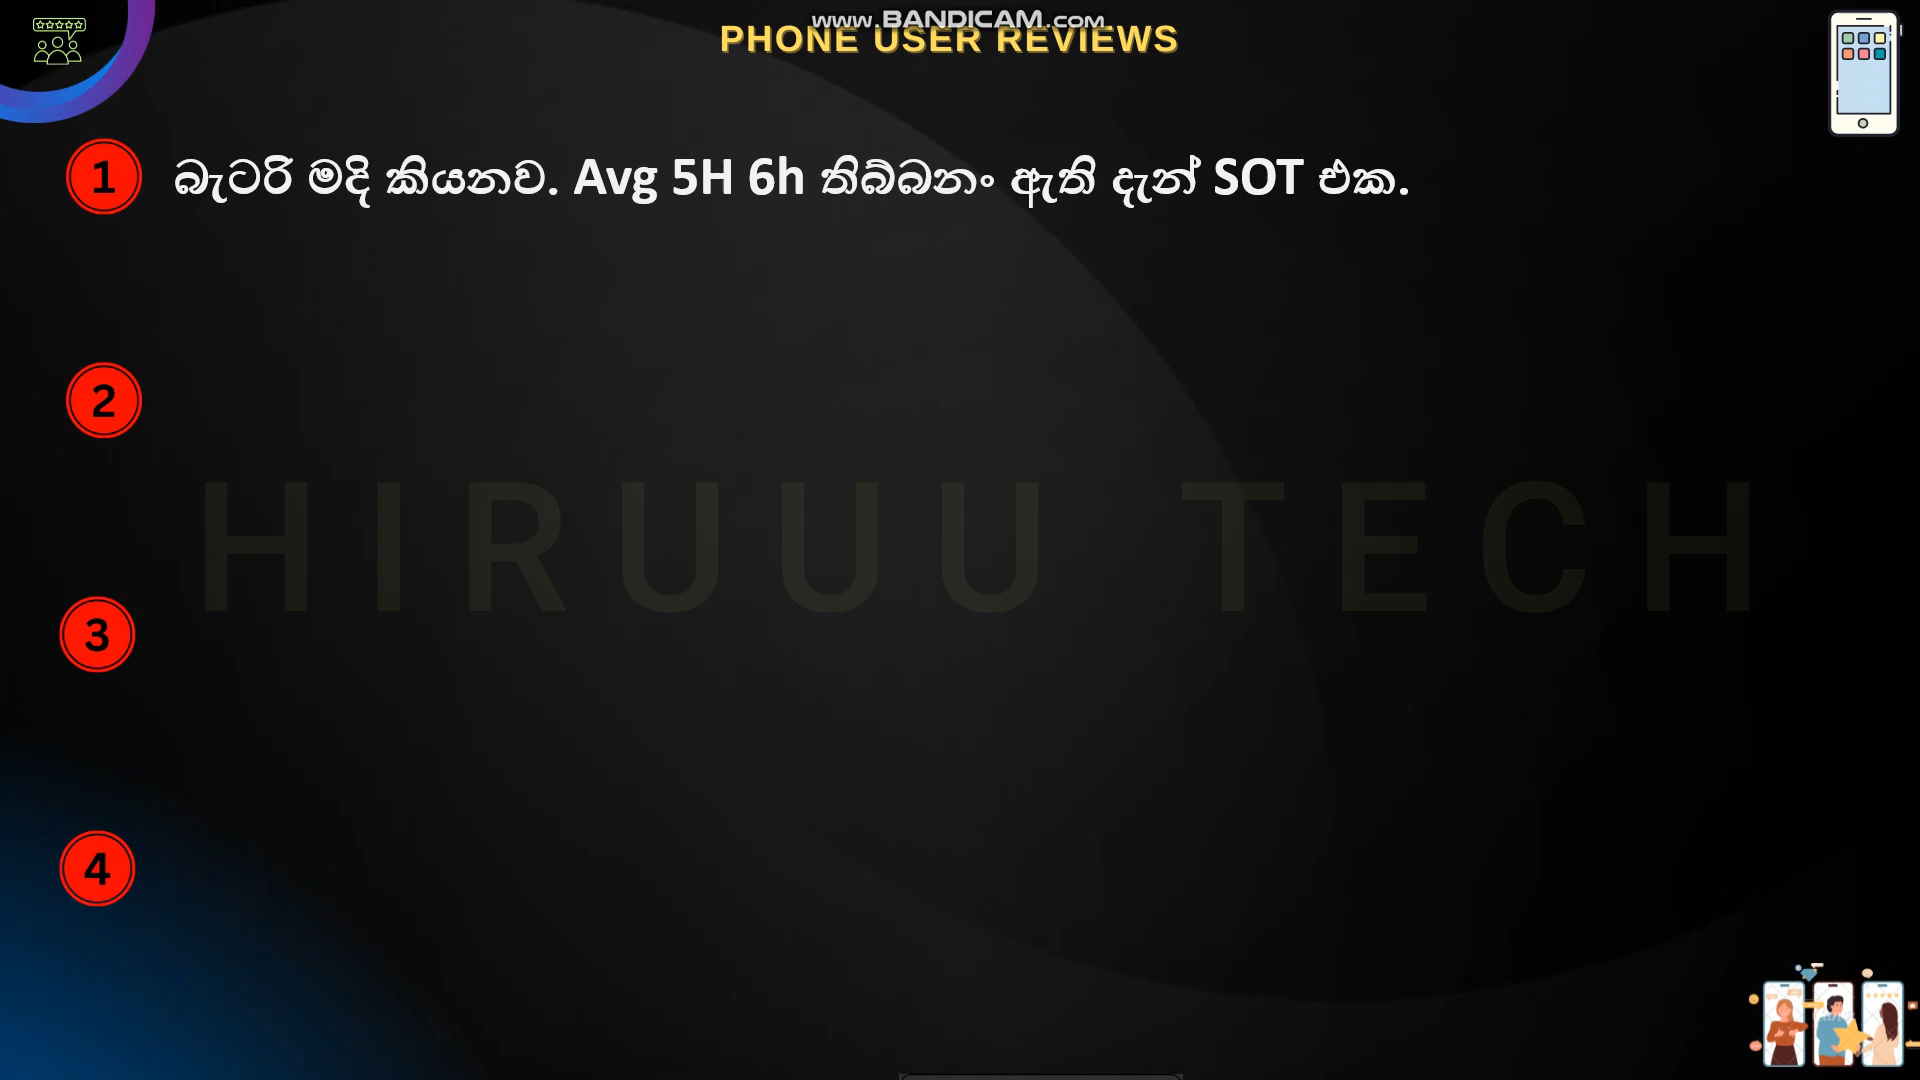 www.BANDICAM.com
PHONE USER REVIEWS
1 බැටරි මදි කියනව. Avg 5H 6h තිබ්බනං ඇති දැන් SOT එක.
2
HIRUUU TECH
3
4